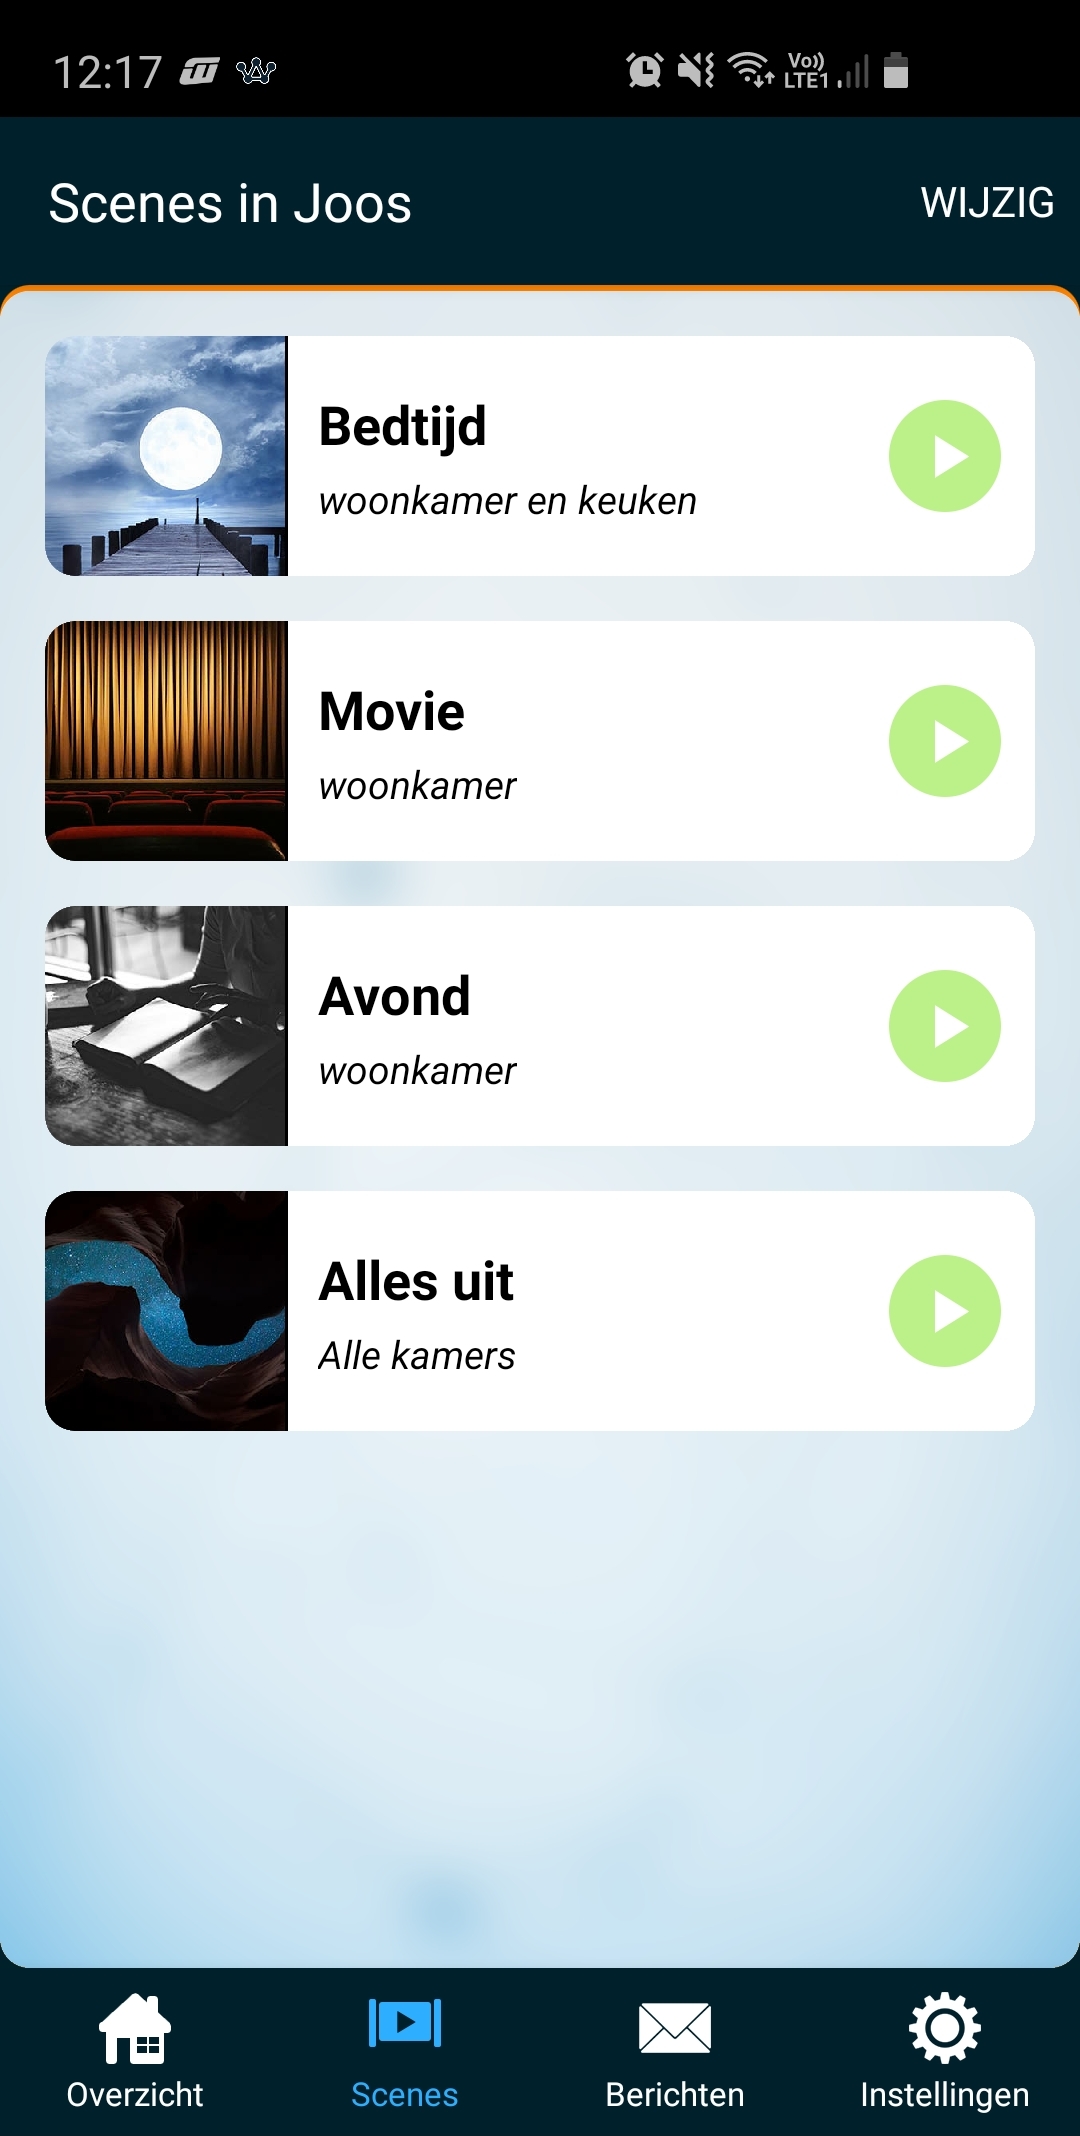 12:17
Vo))
LTE1
Scenes in Joos
WIJZIG
Bedtijd
woonkamer en keuken
Movie
woonkamer
Avond
woonkamer
Alles uit
Alle kamers
Overzicht
Scenes
Berichten
Instellingen